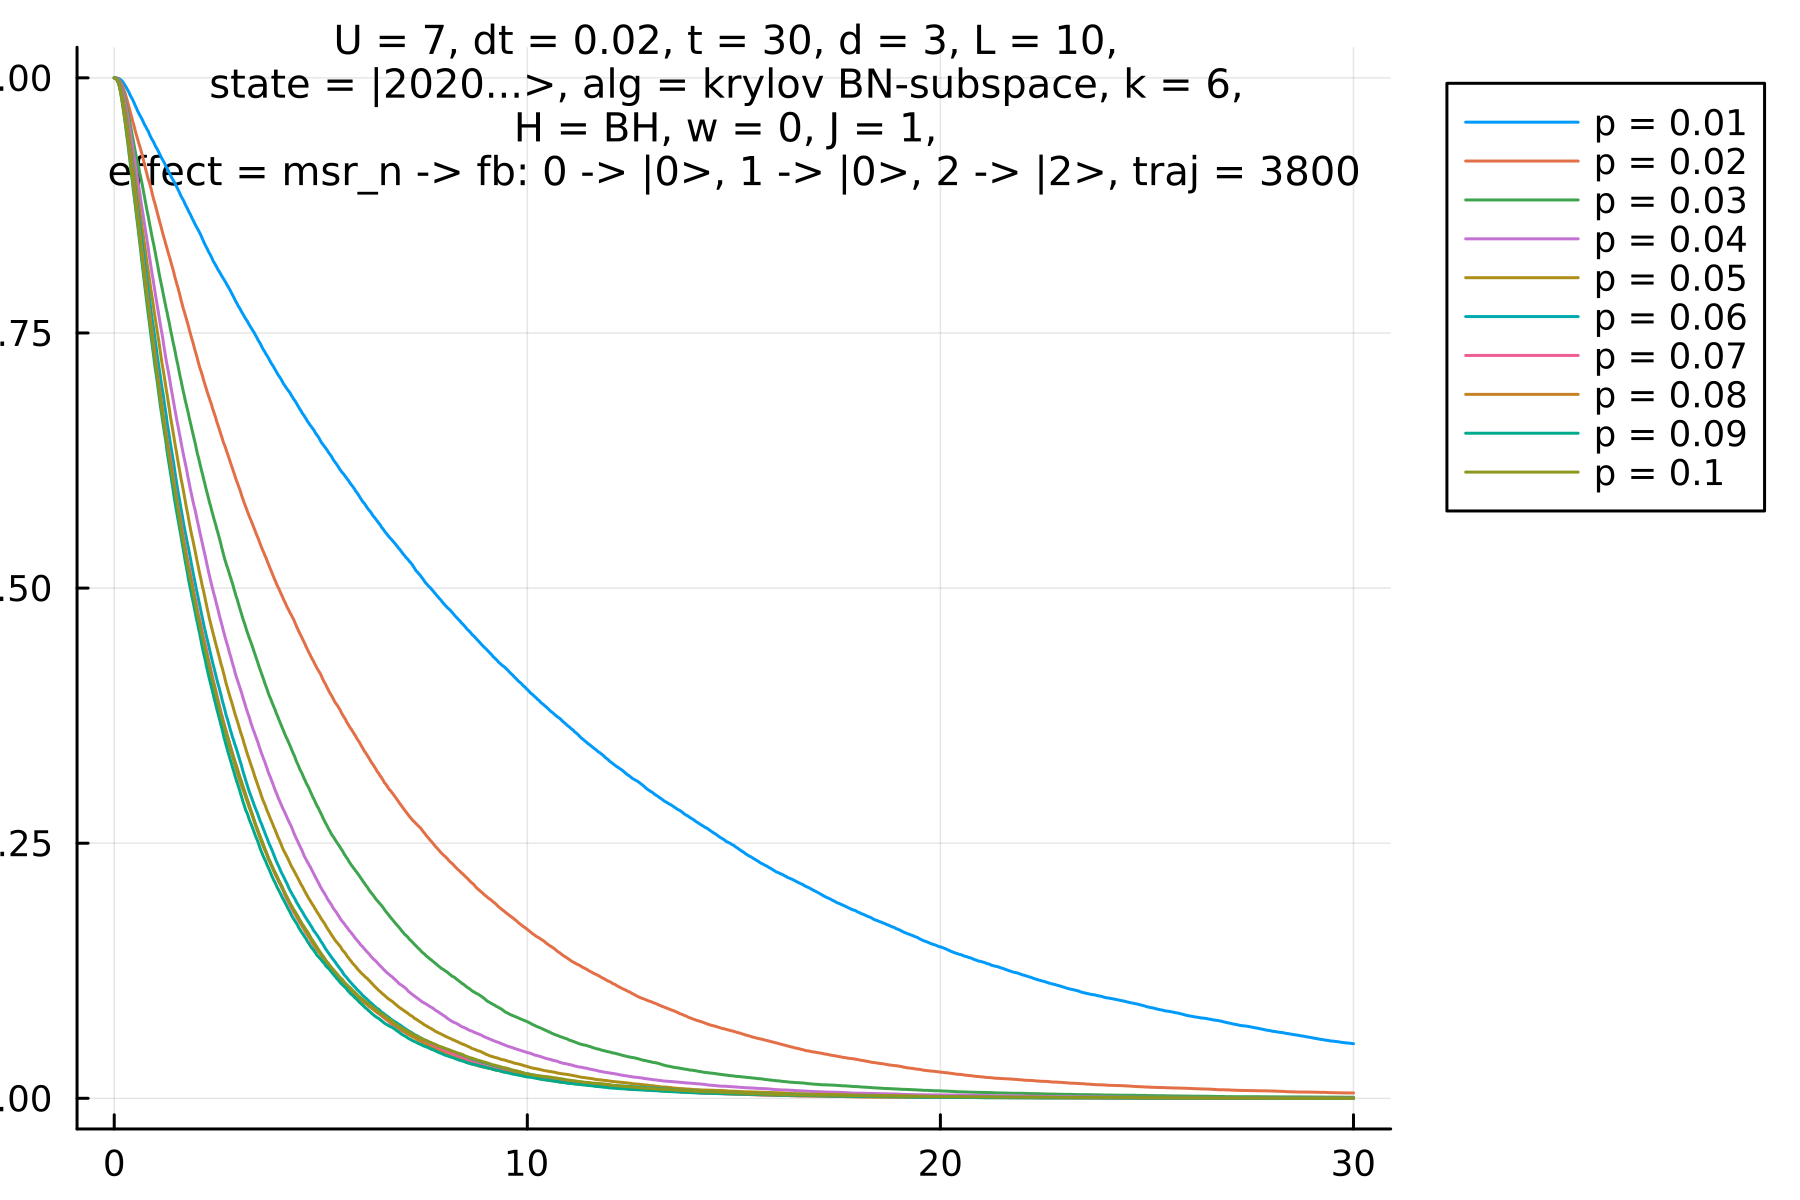 U = 7, dt = 0.02, t = 30, d = 3, L = 10,
state = |2020...>, alg = krylov BN-subspace, k = 6,
H = BH, w = 0, J = 1,
effect = msr_n -> fb: 0 -> |0>, 1 -> |0>, 2 -> |2>, traj = 3800
.00
.75
.50
.25
.00
0 10 20 30
p = 0.01
p = 0.02
p = 0.03
p = 0.04
p = 0.05
p = 0.06
p = 0.07
p = 0.08
p = 0.09
p = 0.1